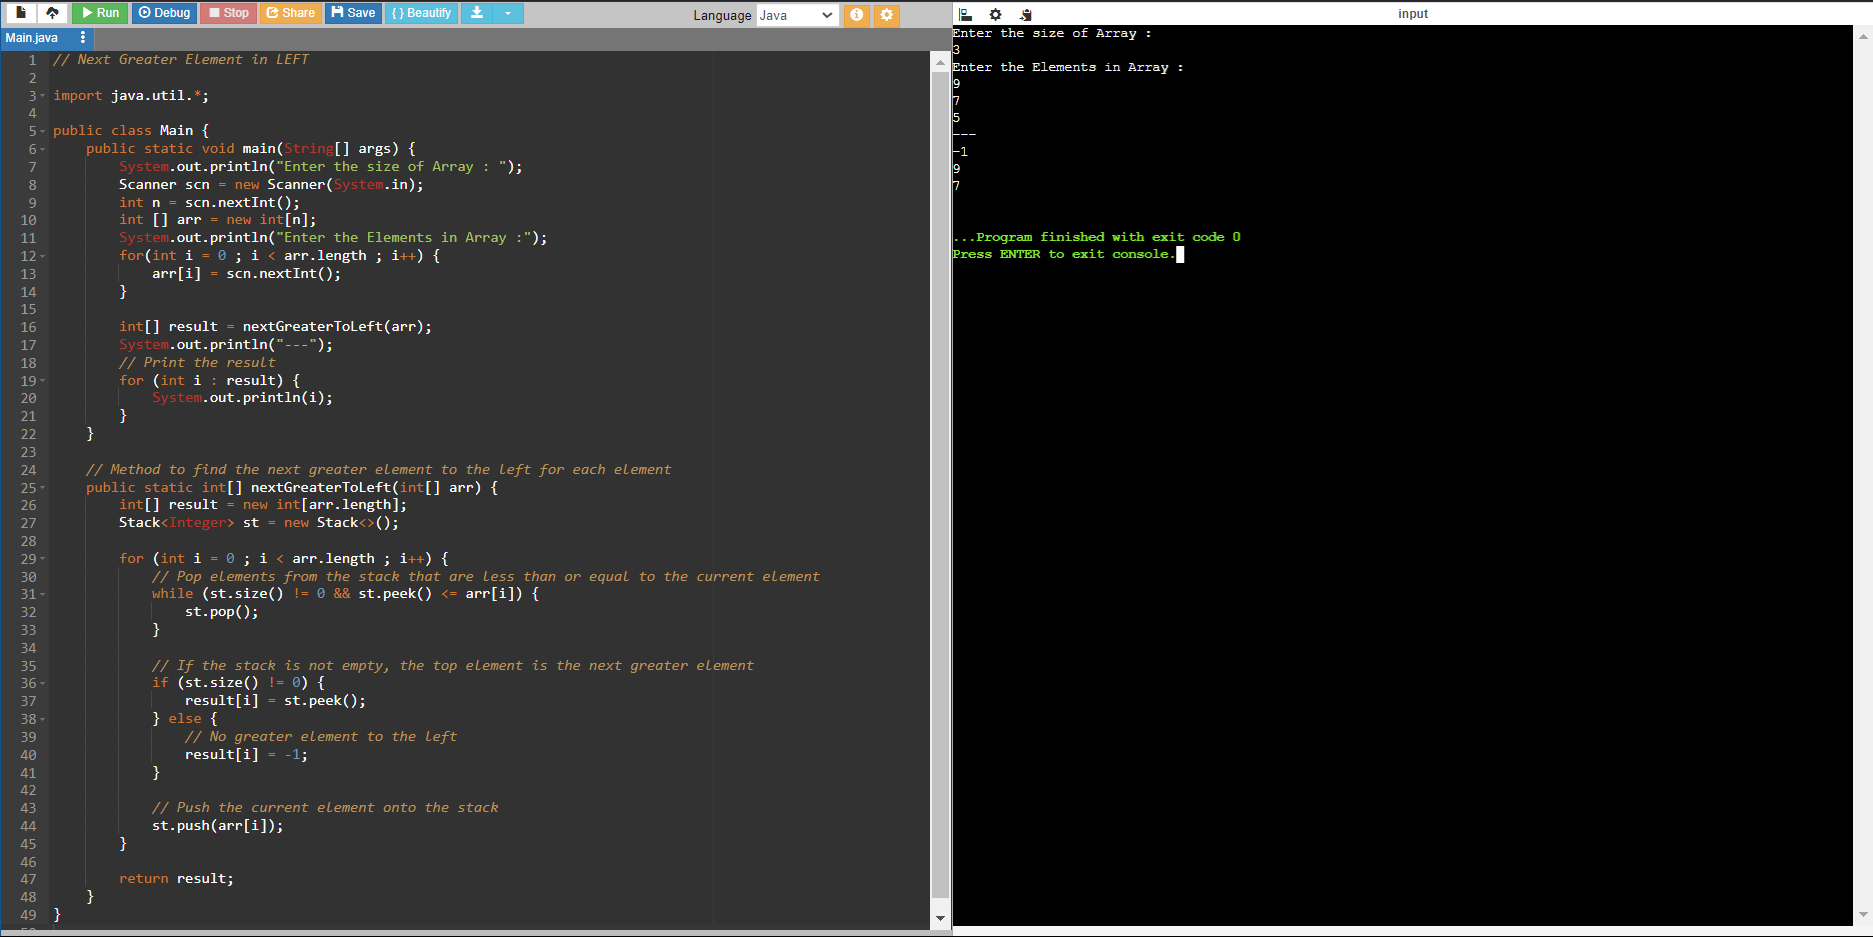 Run Debug Stop Share Save { } Beautify
Language Java
Main.java
1 // Next Greater Element in LEFT
2
3 import java.util.*;
4
5 public class Main {
6     public static void main(String[] args) {
7         System.out.println("Enter the size of Array : ");
8         Scanner scn = new Scanner(System.in);
9         int n = scn.nextInt();
10         int [] arr = new int[n];
11         System.out.println("Enter the Elements in Array :");
12         for(int i = 0 ; i < arr.length ; i++) {
13             arr[i] = scn.nextInt();
14         }
15
16         int[] result = nextGreaterToLeft(arr);
17         System.out.println("---");
18         // Print the result
19         for (int i : result) {
20             System.out.println(i);
21         }
22     }
23
24     // Method to find the next greater element to the left for each element
25     public static int[] nextGreaterToLeft(int[] arr) {
26         int[] result = new int[arr.length];
27         Stack<Integer> st = new Stack<>();
28
29         for (int i = 0 ; i < arr.length ; i++) {
30             // Pop elements from the stack that are less than or equal to the current element
31             while (st.size() != 0 && st.peek() <= arr[i]) {
32                 st.pop();
33             }
34
35             // If the stack is not empty, the top element is the next greater element
36             if (st.size() != 0) {
37                 result[i] = st.peek();
38             } else {
39                 // No greater element to the left
40                 result[i] = -1;
41             }
42
43             // Push the current element onto the stack
44             st.push(arr[i]);
45         }
46
47         return result;
48     }
49 }
input
Enter the size of Array :
3
Enter the Elements in Array :
9
7
5
---
-1
9
7
...Program finished with exit code 0
Press ENTER to exit console.